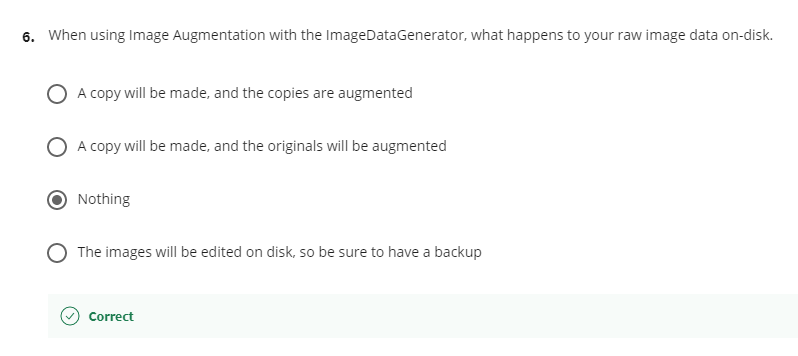 6. When using Image Augmentation with the ImageDataGenerator, what happens to your raw image data on-disk.
A copy will be made, and the copies are augmented
A copy will be made, and the originals will be augmented
Nothing
The images will be edited on disk, so be sure to have a backup
Correct